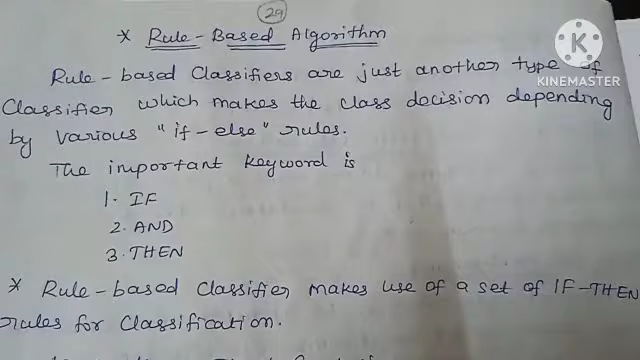 29
* Rule-Based Algorithm
Rule-based classifiers are just another type of
classifier which makes the class decision depending
by various "if-else" rules.
The important keyword is
1. IF
2. AND
3. THEN
* Rule-based classifier makes use of a set of IF-THEN
rules for classification.
K
KINEMASTER